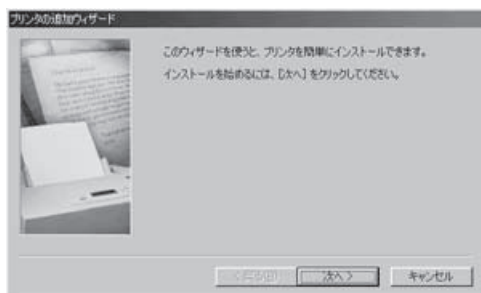 プリンタの追加ウィザード
このウィザードを使うと、プリンタを簡単にインストールできます。
インストールを始めるには、[次へ] をクリックしてください。
次へ >
キャンセル